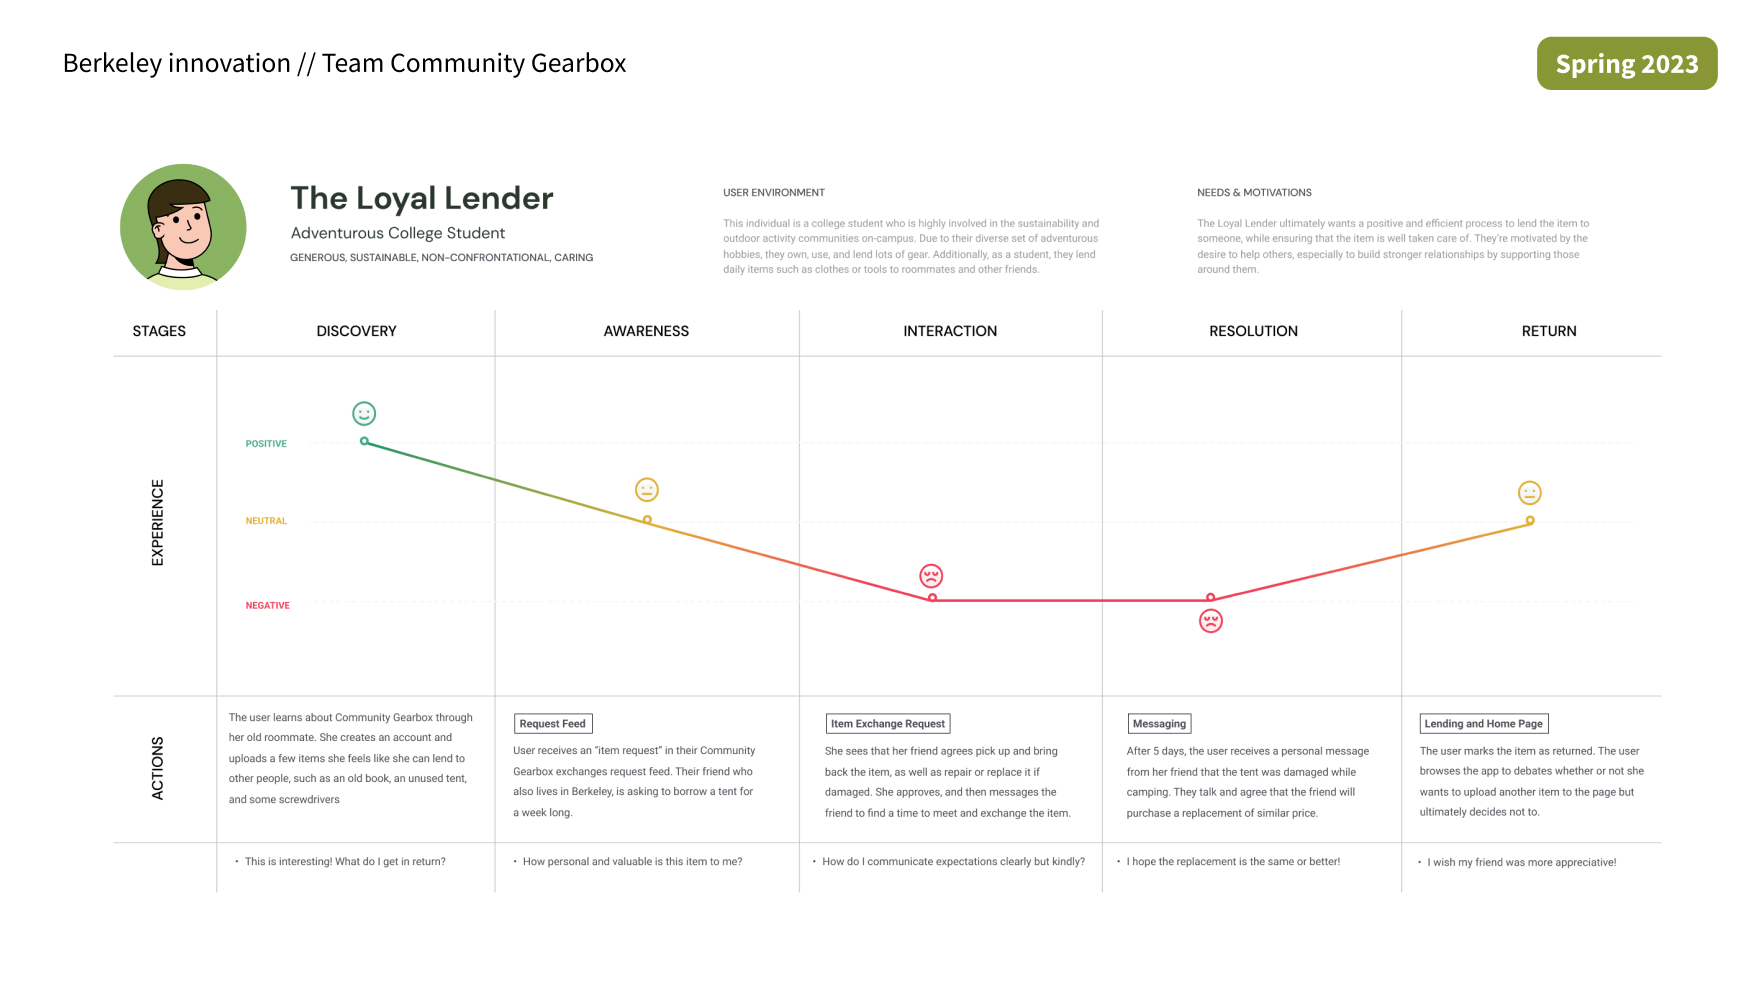 Berkeley innovation // Team Community Gearbox
Spring 2023
The Loyal Lender
Adventurous College Student
GENEROUS, SUSTAINABLE, NON-CONFRONTATIONAL, CARING
USER ENVIRONMENT
This individual is a college student who is highly involved in the sustainability and
outdoor activity communities on-campus. Due to their diverse set of adventurous
hobbies, they own, use, and lend lots of gear. Additionally, as a student, they lend
daily items such as clothes or tools to roommates and other friends.
NEEDS & MOTIVATIONS
The Loyal Lender ultimately wants a positive and efficient process to lend the item to
someone, while ensuring that the item is well taken care of. They're motivated by the
desire to help others, especially to build stronger relationships by supporting those
around them.
STAGES
DISCOVERY
AWARENESS
INTERACTION
RESOLUTION
RETURN
EXPERIENCE
POSITIVE
NEUTRAL
NEGATIVE
ACTIONS
The user learns about Community Gearbox through
her old roommate. She creates an account and
uploads a few items she feels like she can lend to
other people, such as an old book, an unused tent,
and some screwdrivers
Request Feed
User receives an "item request" in their Community
Gearbox exchanges request feed. Their friend who
also lives in Berkeley, is asking to borrow a tent for
a week long.
Item Exchange Request
She sees that her friend agrees pick up and bring
back the item, as well as repair or replace it if
damaged. She approves, and then messages the
friend to find a time to meet and exchange the item.
Messaging
After 5 days, the user receives a personal message
from her friend that the tent was damaged while
camping. They talk and agree that the friend will
purchase a replacement of similar price.
Lending and Home Page
The user marks the item as returned. The user
browses the app to debates whether or not she
wants to upload another item to the page but
ultimately decides not to.
• This is interesting! What do I get in return?
• How personal and valuable is this item to me?
• How do I communicate expectations clearly but kindly?
• I hope the replacement is the same or better!
• I wish my friend was more appreciative!